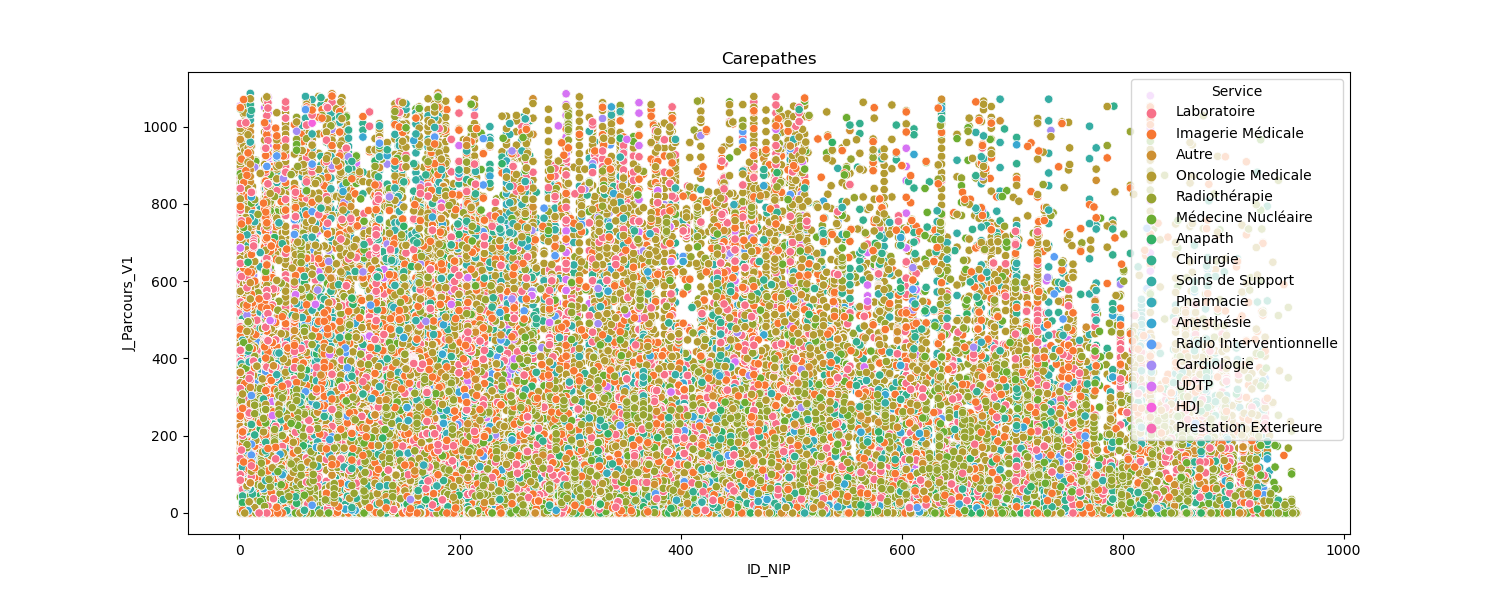 Carepathes
J_Parcours_V1
1000
800
600
400
200
0
0 200 400 600 800 1000
ID_NIP
Service
Laboratoire
Imagerie Médicale
Autre
Oncologie Medicale
Radiothérapie
Médecine Nucléaire
Anapath
Chirurgie
Soins de Support
Pharmacie
Anesthésie
Radio Interventionnelle
Cardiologie
UDTP
HDJ
Prestation Exterieure